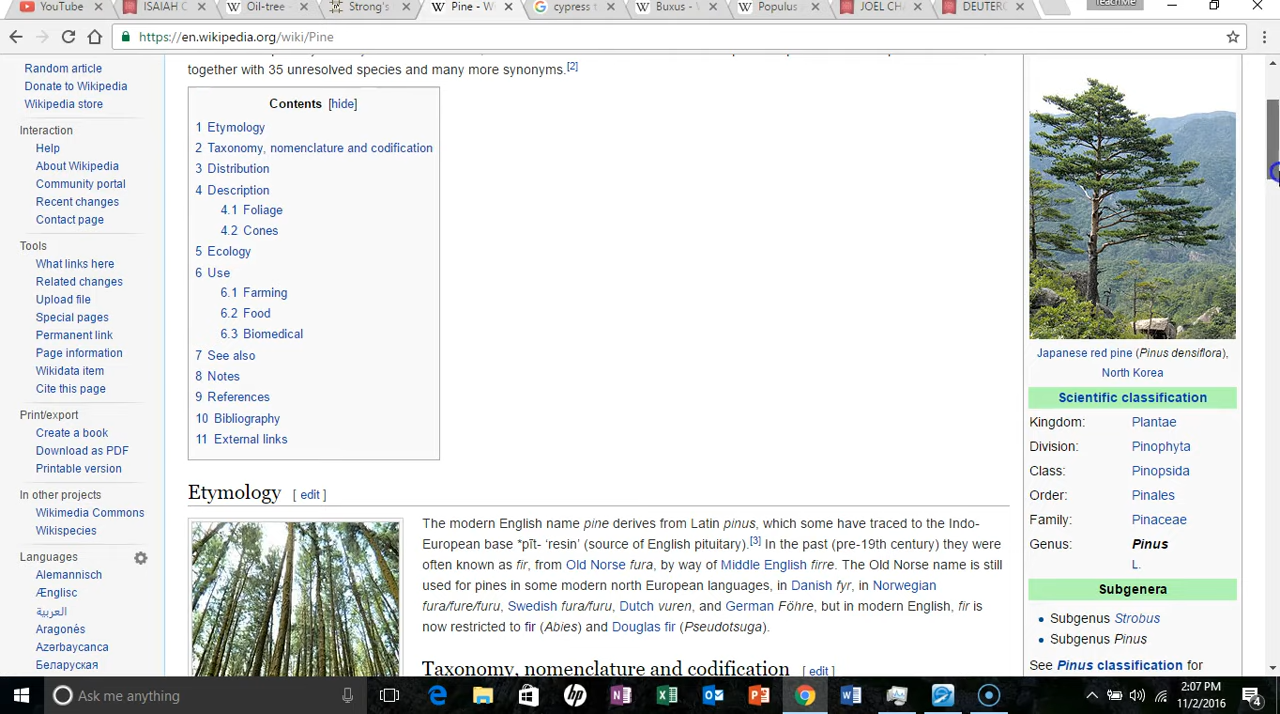 YouTube
ISAIAH C
Oil-tree -
Strong's
Pine - W
cypress t
Buxus - W
Populus
JOEL CH
DEUTER
TeachMe
https://en.wikipedia.org/wiki/Pine
together with 35 unresolved species and many more synonyms.[2]
Random article
Donate to Wikipedia
Wikipedia store
Interaction
Help
About Wikipedia
Community portal
Recent changes
Contact page
Tools
What links here
Related changes
Upload file
Special pages
Permanent link
Page information
Wikidata item
Cite this page
Print/export
Create a book
Download as PDF
Printable version
In other projects
Wikimedia Commons
Wikispecies
Languages
Alemannisch
Ænglisc
العربية
Aragonés
Azərbaycanca
Беларуская
Contents [hide]
1 Etymology
2 Taxonomy, nomenclature and codification
3 Distribution
4 Description
4.1 Foliage
4.2 Cones
5 Ecology
6 Use
6.1 Farming
6.2 Food
6.3 Biomedical
7 See also
8 Notes
9 References
10 Bibliography
11 External links
Etymology [ edit ]
The modern English name pine derives from Latin pinus, which some have traced to the Indo-
European base *pīt- ‘resin’ (source of English pituitary).[3] In the past (pre-19th century) they were
often known as fir, from Old Norse fura, by way of Middle English firre. The Old Norse name is still
used for pines in some modern north European languages, in Danish fyr, in Norwegian
fura/fure/furu, Swedish fura/furu, Dutch vuren, and German Föhre, but in modern English, fir is
now restricted to fir (Abies) and Douglas fir (Pseudotsuga).
Taxonomy, nomenclature and codification [ edit ]
Japanese red pine (Pinus densiflora),
North Korea
Scientific classification
Kingdom: Plantae
Division: Pinophyta
Class: Pinopsida
Order: Pinales
Family: Pinaceae
Genus: Pinus
L.
Subgenera
Subgenus Strobus
Subgenus Pinus
See Pinus classification for
Ask me anything
2:07 PM
11/2/2016
4